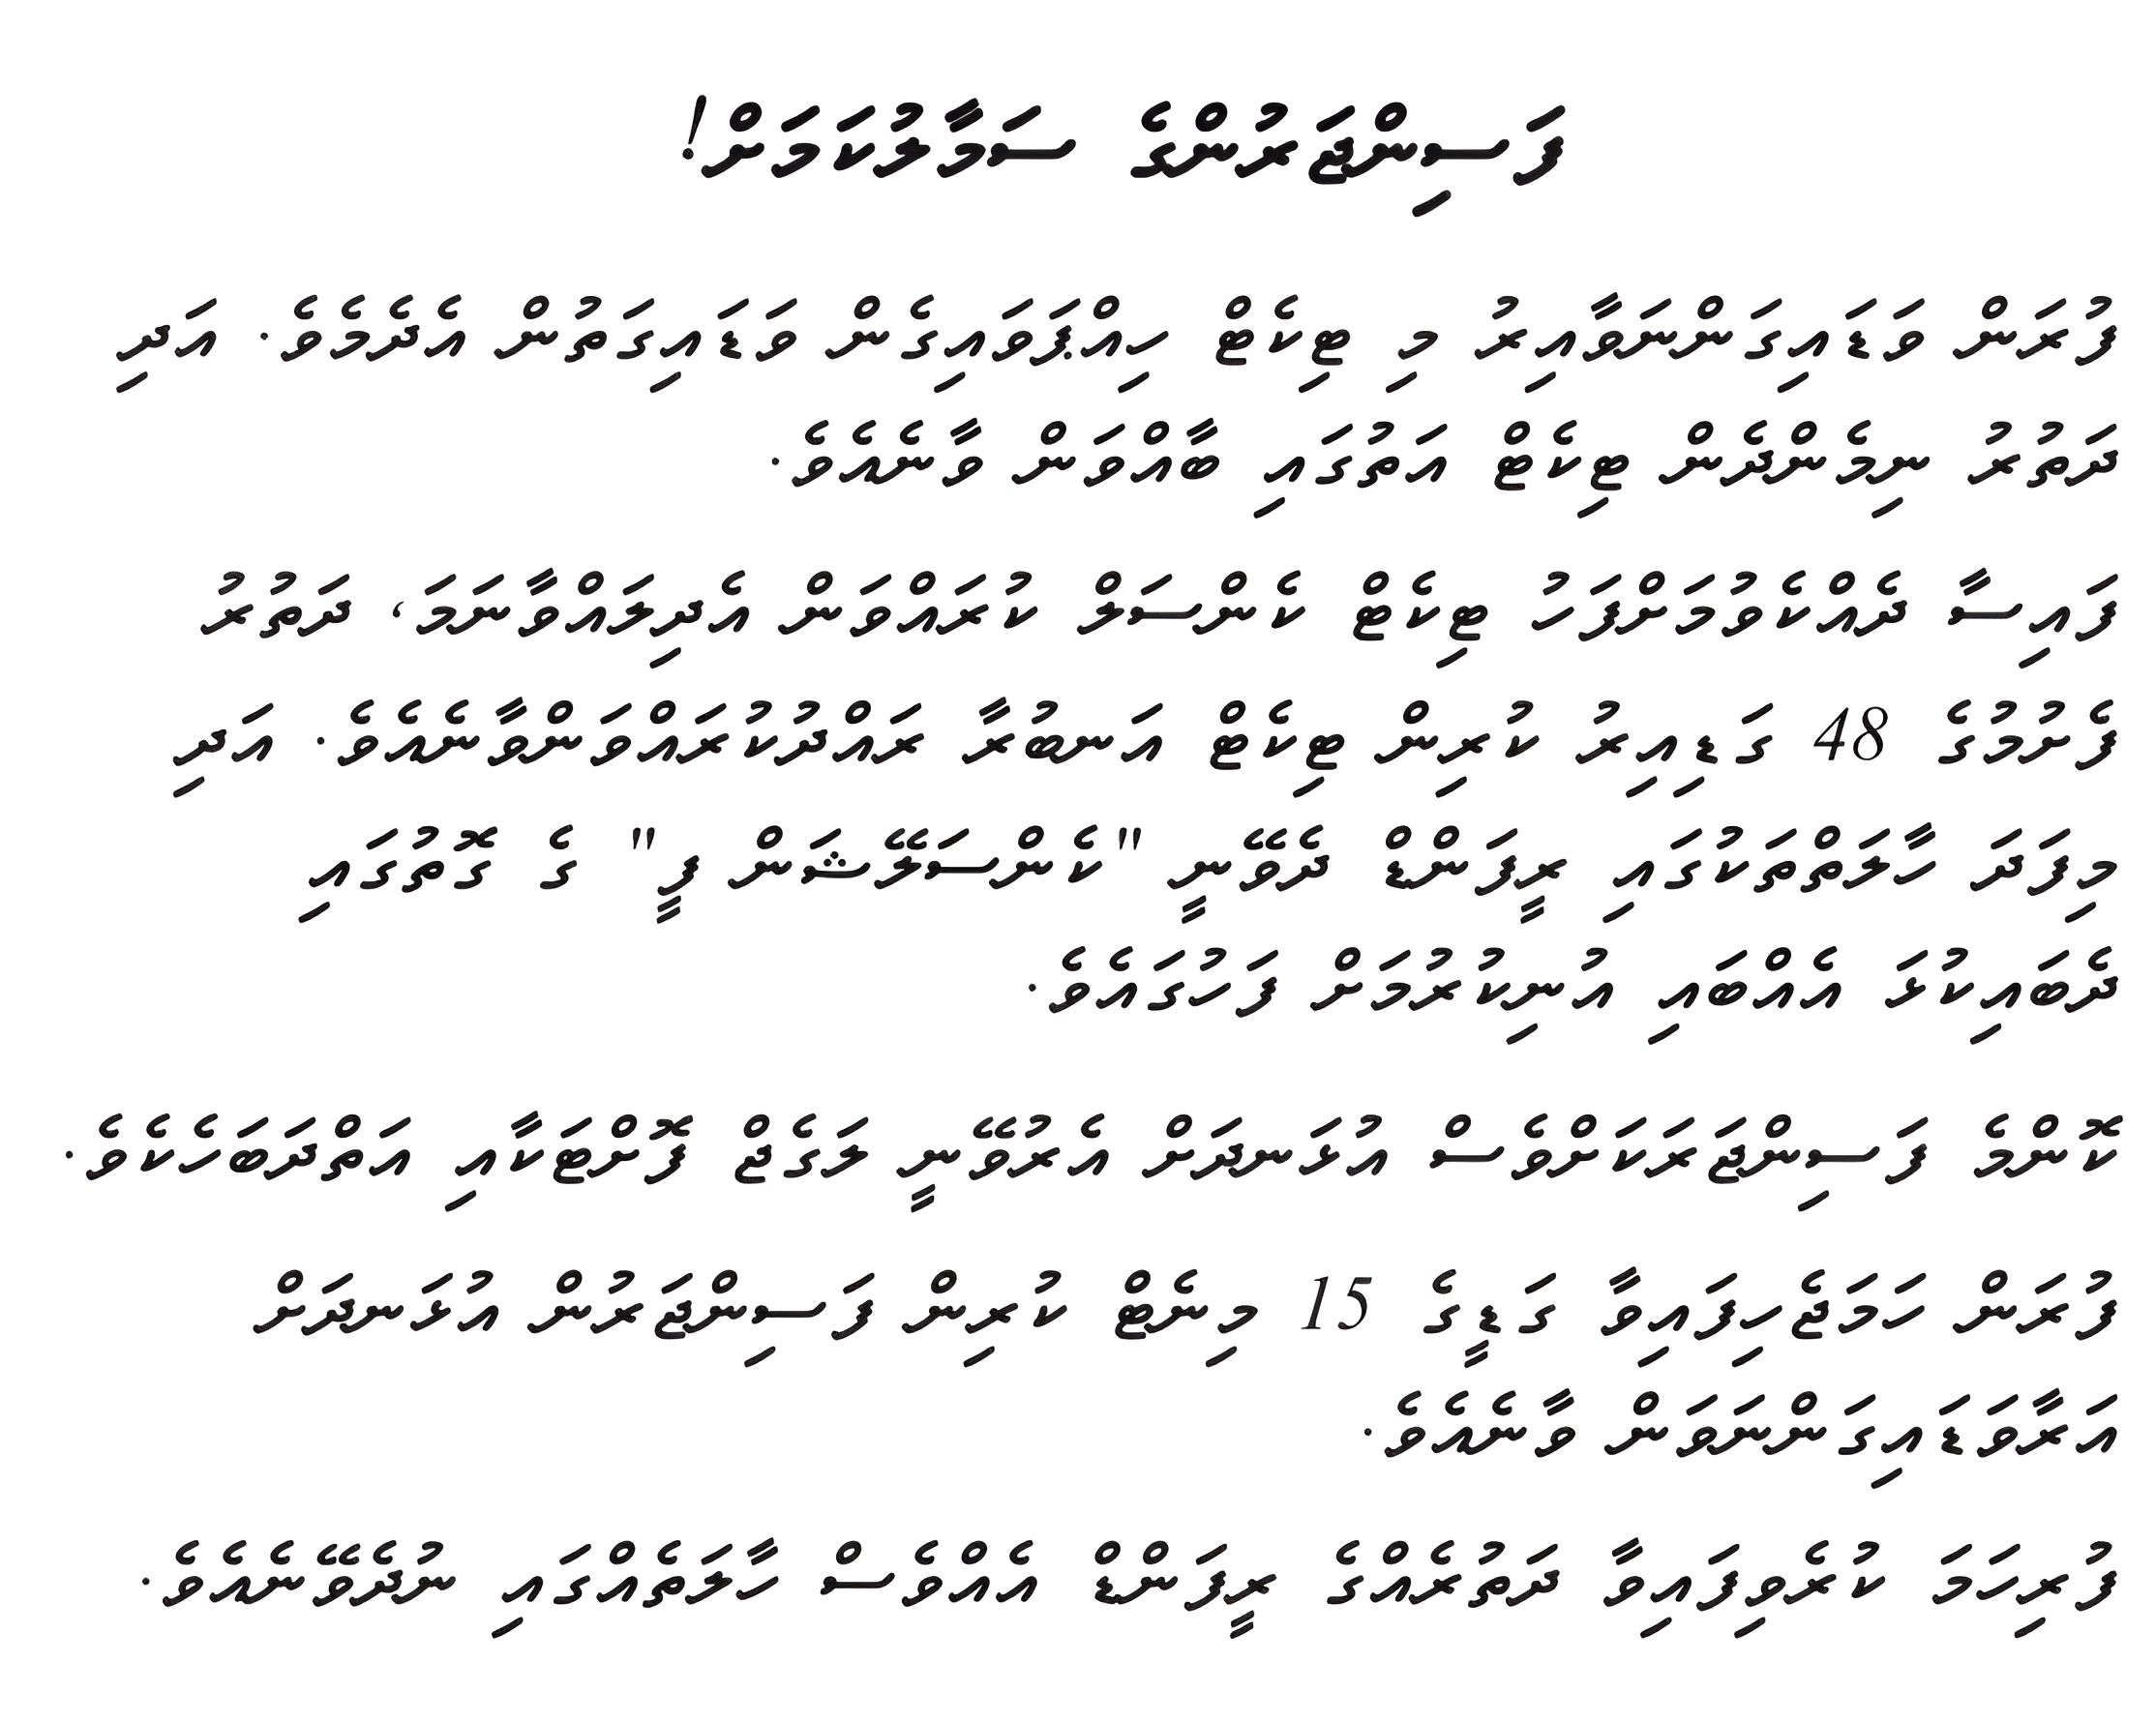 ފަސިންޖަރުންގެ ސަމާލުކަމަށް!
ފުރަން ވަޑައިގަންނަވާއިރު މި ޓިކެޓް ހިއްޕަވައިގެން ވަޑައިގަތުން އެދެމެވެ. އަދި
ދަތުރު ނިމެންދެން ޓިކެޓް އަތުގައި ބާއްވަން ވާނެއެވެ.
ފައިސާ ދެއްކެވުމަށްފަހު ޓިކެޓް ކެންސަލް ކުރައްވަން އެދިލައްވާނަމަ، ދަތުރު
ފެށުމުގެ 48 ގަޑިއިރު ކުރިން ޓިކެޓް އަނބުރާ ރައްދުކުރައްވަންވާނެއެވެ. އަދި
މިފަދަ ހާލަތްތަކުގައި ރީފަންޑް ދެވޭނީ "ކެންސަލޭޝަން ފީ" ގެ ގޮތުގައި
ދެބައިކުޅަ އެއްބައި އުނިކުރުމަށް ފަހުގައެވެ.
ކޮންމެ ފަސިންޖަރަކަށްވެސް އުޅަނދަށް އެރުވޭނީ ލަގެޖް ފޮށްޓަކާއި އަތްދަބަހެކެވެ.
ފުރަން ހަމަޖެހިފައިވާ ގަޑީގެ 15 މިނެޓް ކުރިން ފަސިންޖަރުން އުޅަނދަށް
އަރާވަޑައިގަންނަވަން ވާނެއެވެ.
ފުރިހަމަ ކުރެވިފައިވާ ދަތުރެއްގެ ރީފަންޑް އެއްވެސް ހާލަތެއްގައި ނުދެވޭނެއެވެ.